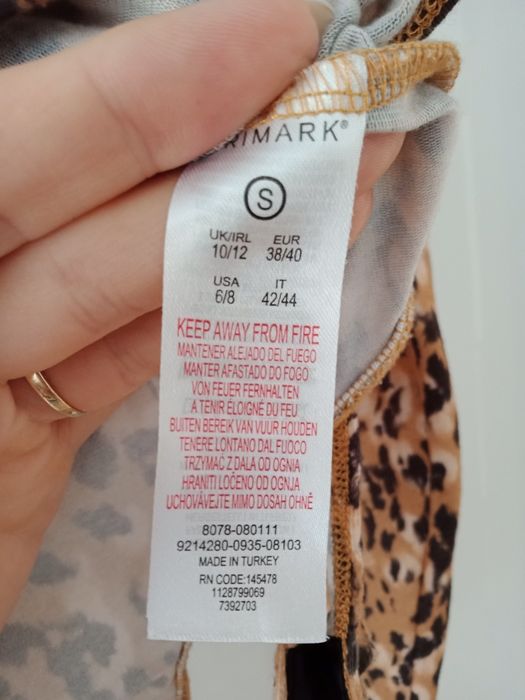 PRIMARK®
S
UK/IRL EUR
10/12 38/40
USA IT
6/8 42/44
KEEP AWAY FROM FIRE
MANTENER ALEJADO DEL FUEGO
MANTER AFASTADO DO FOGO
VON FEUER FERNHALTEN
A TENIR ÉLOIGNÉ DU FEU
BUITEN BEREIK VAN VUUR HOUDEN
TENERE LONTANO DAL FUOCO
TRZYMAĆ Z DALA OD OGNIA
HRANITI LOČENO OD OGNJA
UCHOVÁVEJTE MIMO DOSAH OHNĚ
8078-080111
9214280-0935-08103
MADE IN TURKEY
RN CODE:145478
1128799069
7392703